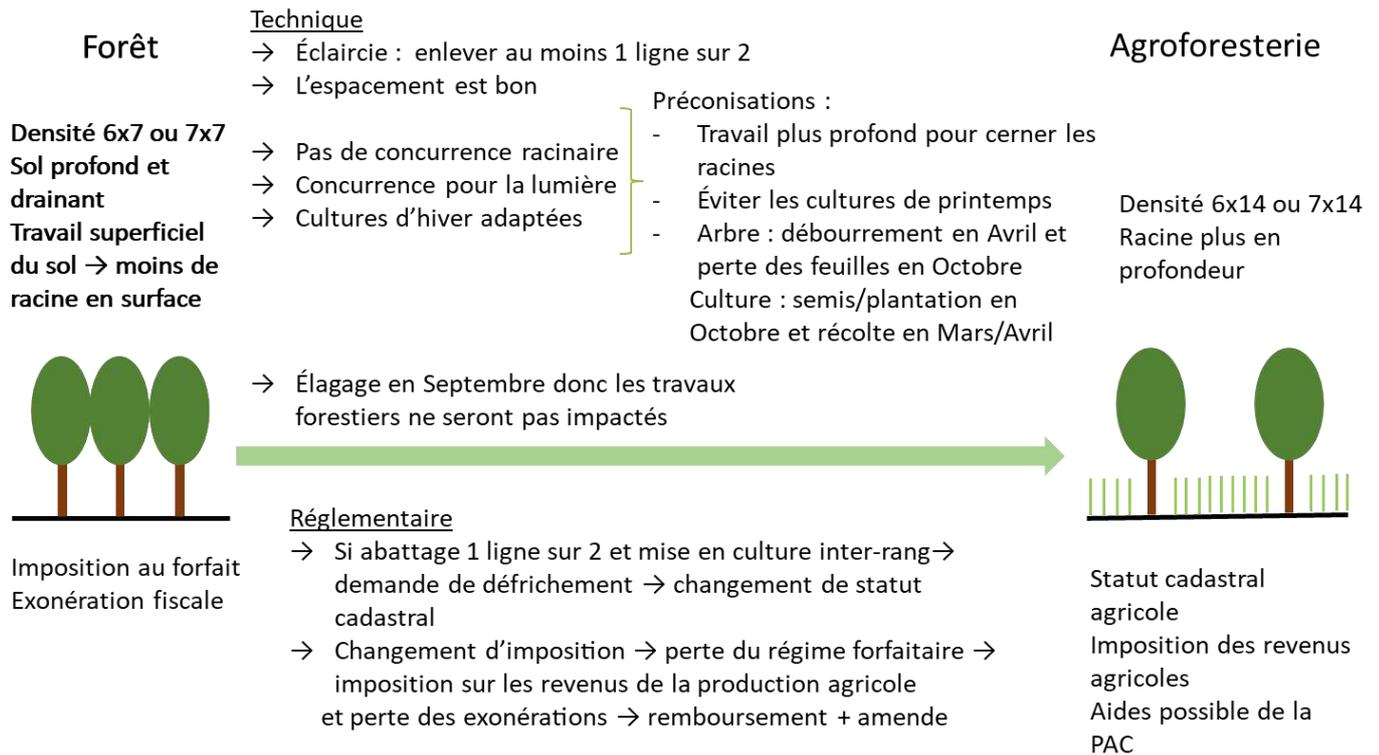 Forêt
Densité 6x7 ou 7x7
Sol profond et
drainant
Travail superficiel
du sol → moins de
racine en surface
Imposition au forfait
Exonération fiscale
Technique
→ Éclaircie : enlever au moins 1 ligne sur 2
→ L’espacement est bon
→ Pas de concurrence racinaire
→ Concurrence pour la lumière
→ Cultures d’hiver adaptées
Préconisations :
- Travail plus profond pour cerner les
racines
- Éviter les cultures de printemps
- Arbre : débourrement en Avril et
perte des feuilles en Octobre
Culture : semis/plantation en
Octobre et récolte en Mars/Avril
→ Élagage en Septembre donc les travaux
forestiers ne seront pas impactés
Réglementaire
→ Si abattage 1 ligne sur 2 et mise en culture inter-rang→
demande de défrichement → changement de statut
cadastral
→ Changement d’imposition → perte du régime forfaitaire →
imposition sur les revenus de la production agricole
et perte des exonérations → remboursement + amende
Agroforesterie
Densité 6x14 ou 7x14
Racine plus en
profondeur
Statut cadastral
agricole
Imposition des revenus
agricoles
Aides possible de la
PAC